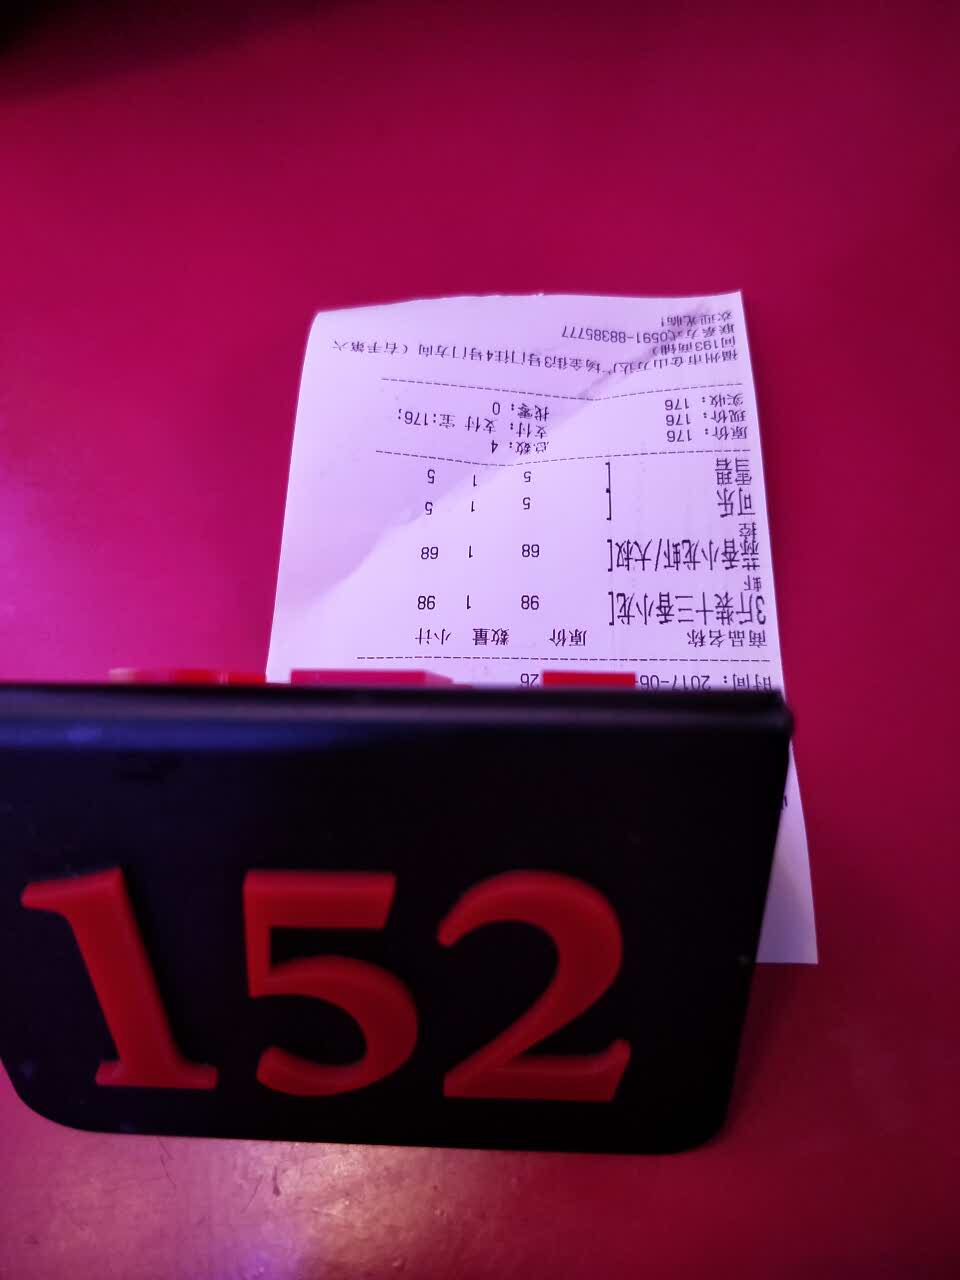 152
时间: 2017-06- 26
商品名称 原价 数量 小计
3斤装十三香小龙[ 98 1 98
虾
蒜香小龙虾/大叔[ 68 1 68
控
可乐 [ 5 1 5
雪碧 [ 5 1 5
原价: 176 总数: 4
现价: 176 支付: 支付宝:176;
实收: 176 找零: 0
福州市仓山万达广场金街3号门往4号门方向（右手第六
间193商铺）
联系方式0591-88385777
欢迎光临!